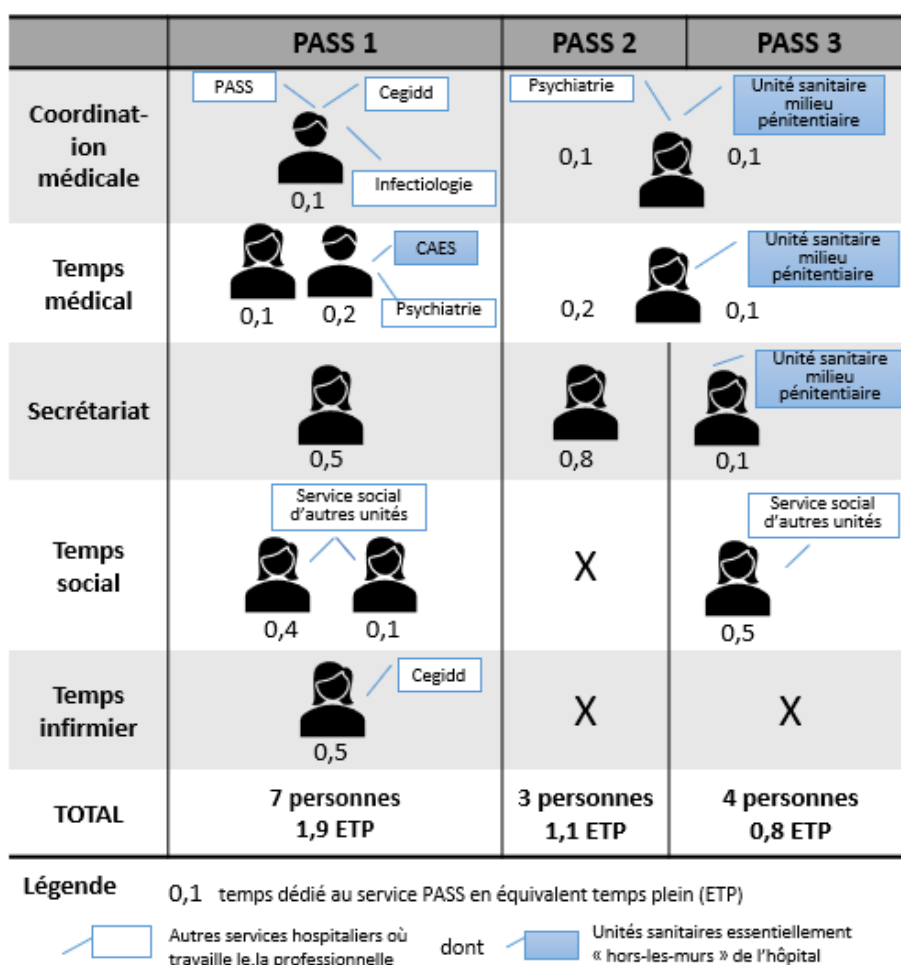 PASS 1 PASS 2 PASS 3
Coordinat-
ion
médicale
PASS
Cegidd
Infectiologie
0,1
Psychiatrie
Unité sanitaire
milieu
pénitentiaire
0,1 0,1
Temps
médical
CAES
Psychiatrie
0,1 0,2
Unité sanitaire
milieu
pénitentiaire
0,2 0,1
Secrétariat
0,5
0,8
Unité sanitaire
milieu
pénitentiaire
0,1
Temps
social
Service social
d'autres unités
0,4 0,1
X
Service social
d'autres unités
0,5
Temps
infirmier
Cegidd
0,5
X
X
TOTAL
7 personnes
1,9 ETP
3 personnes
1,1 ETP
4 personnes
0,8 ETP
Légende
0,1 temps dédié au service PASS en équivalent temps plein (ETP)
Autres services hospitaliers où
travaille le.la professionnelle
dont
Unités sanitaires essentiellement
« hors-les-murs » de l'hôpital